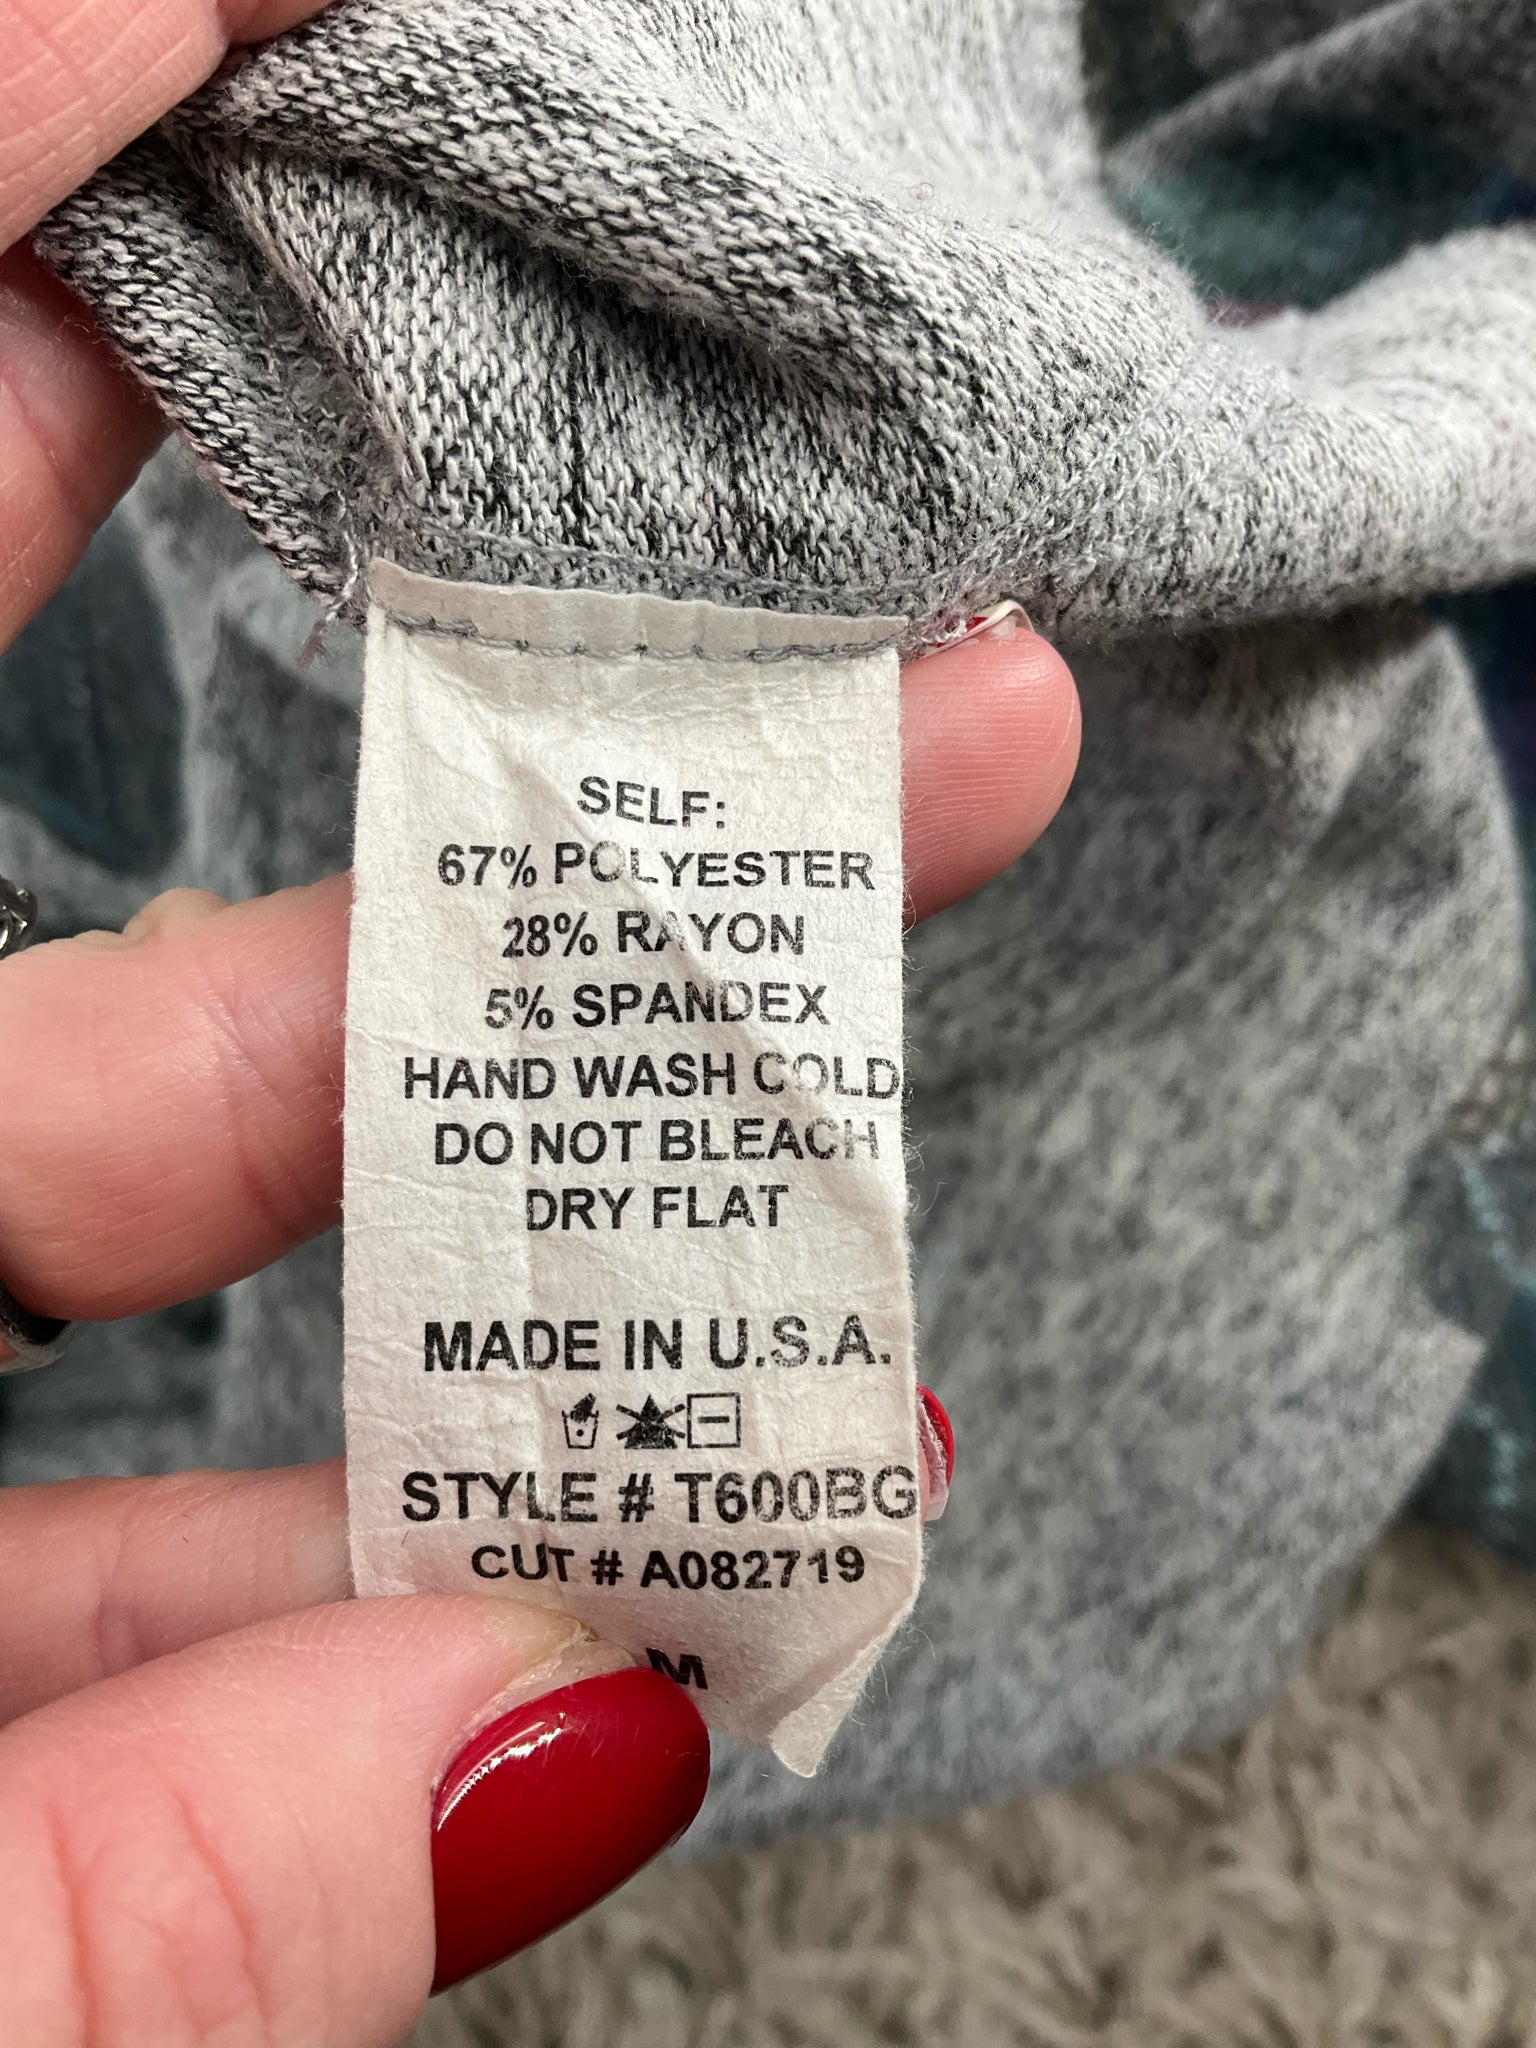 SELF:
67% POLYESTER
28% RAYON
5% SPANDEX
HAND WASH COLD
DO NOT BLEACH
DRY FLAT
MADE IN U.S.A.
STYLE # T600BG
CUT # A082719
M